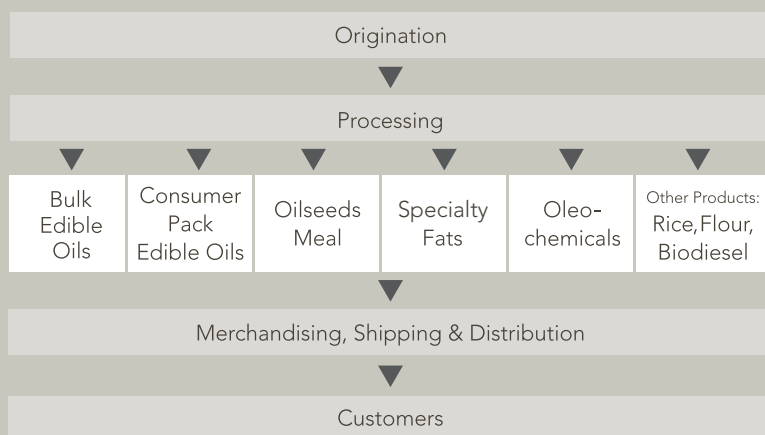 Origination
Processing
Bulk
Edible
Oils
Consumer
Pack
Edible Oils
Oilseeds
Meal
Specialty
Fats
Oleo-
chemicals
Other Products:
Rice, Flour,
Biodiesel
Merchandising, Shipping & Distribution
Customers